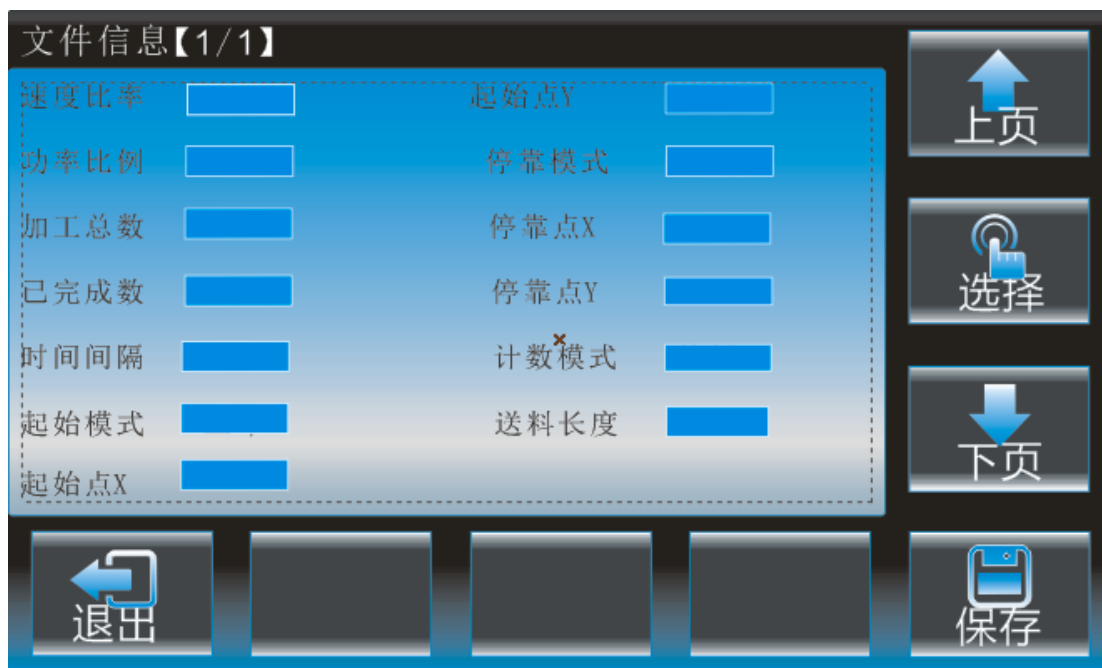 文件信息【1/1】
速度比率
起始点Y
功率比例
停靠模式
加工总数
停靠点X
已完成数
停靠点Y
时间间隔
计数模式
起始模式
送料长度
起始点X
上页
选择
下页
退出
保存